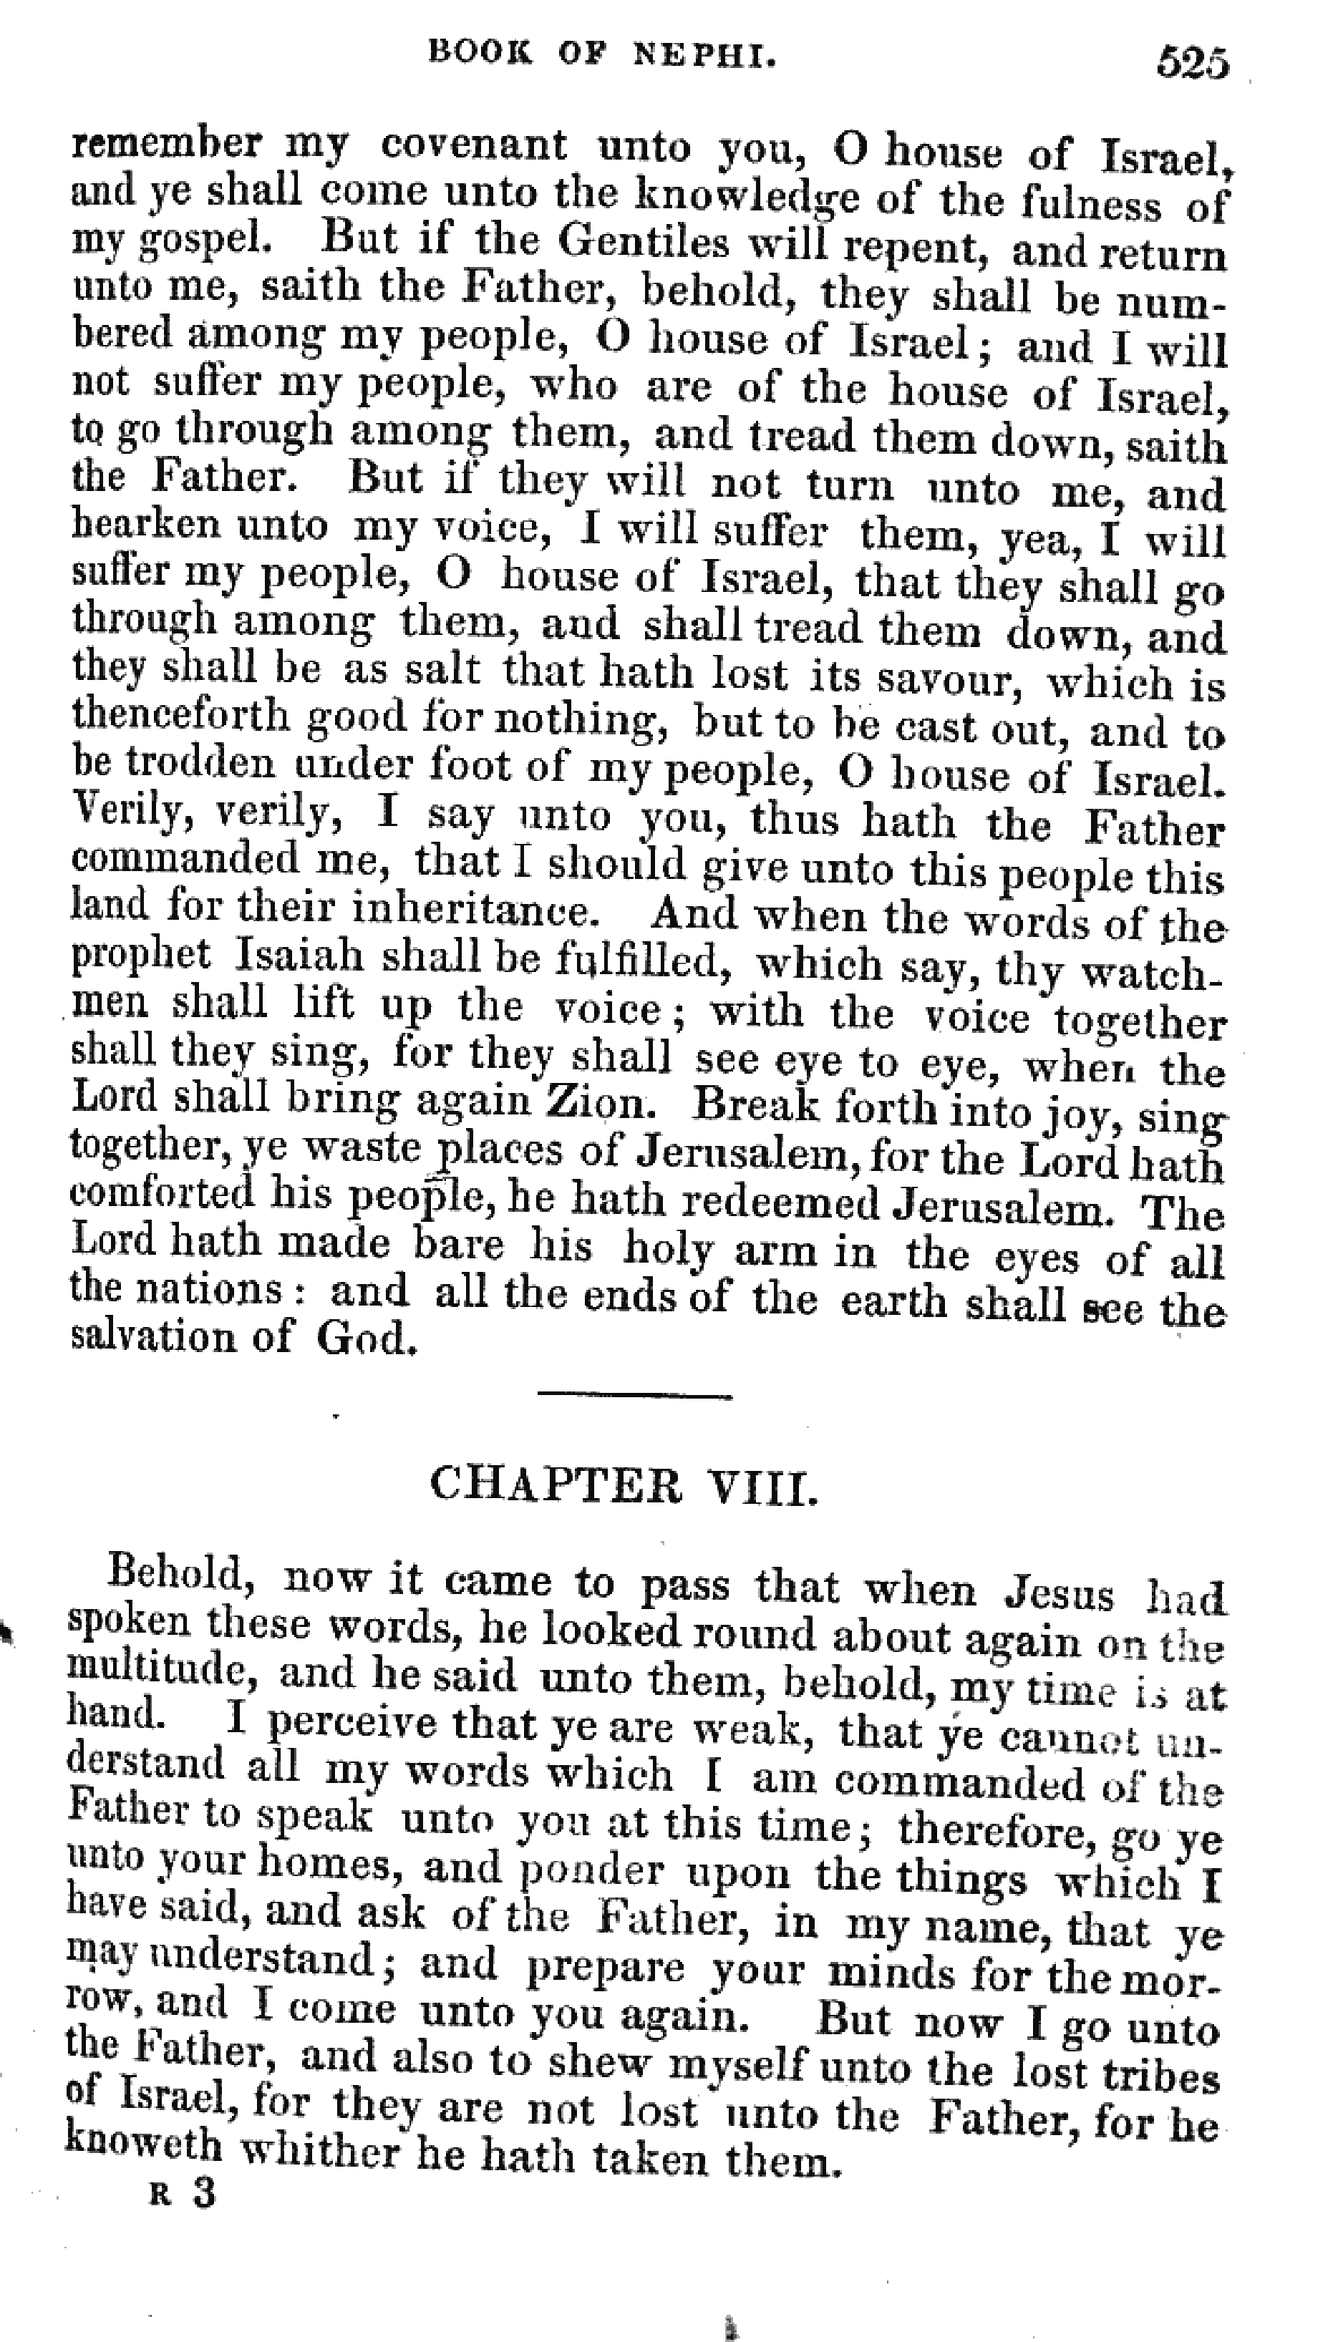 BOOK OF NEPHI. 525
remember my covenant unto you, O house of Israel,
and ye shall come unto the knowledge of the fulness of
my gospel. But if the Gentiles will repent, and return
unto me, saith the Father, behold, they shall be num-
bered among my people, O house of Israel; and I will
not suffer my people, who are of the house of Israel,
to go through among them, and tread them down, saith
the Father. But if they will not turn unto me, and
hearken unto my voice, I will suffer them, yea, I will
suffer my people, O house of Israel, that they shall go
through among them, and shall tread them down, and
they shall be as salt that hath lost its savour, which is
thenceforth good for nothing, but to be cast out, and to
be trodden under foot of my people, O house of Israel.
Verily, verily, I say unto you, thus hath the Father
commanded me, that I should give unto this people this
land for their inheritance. And when the words of the
prophet Isaiah shall be fulfilled, which say, thy watch-
men shall lift up the voice; with the voice together
shall they sing, for they shall see eye to eye, when the
Lord shall bring again Zion. Break forth into joy, sing
together, ye waste places of Jerusalem, for the Lord hath
comforted his people, he hath redeemed Jerusalem. The
Lord hath made bare his holy arm in the eyes of all
the nations: and all the ends of the earth shall see the
salvation of God.
CHAPTER VIII.
Behold, now it came to pass that when Jesus had
spoken these words, he looked round about again on the
multitude, and he said unto them, behold, my time is at
hand. I perceive that ye are weak, that ye cannot un-
derstand all my words which I am commanded of the
Father to speak unto you at this time; therefore, go ye
unto your homes, and ponder upon the things which I
have said, and ask of the Father, in my name, that ye
may understand; and prepare your minds for the mor-
row, and I come unto you again. But now I go unto
the Father, and also to shew myself unto the lost tribes
of Israel, for they are not lost unto the Father, for he
knoweth whither he hath taken them.
R 3